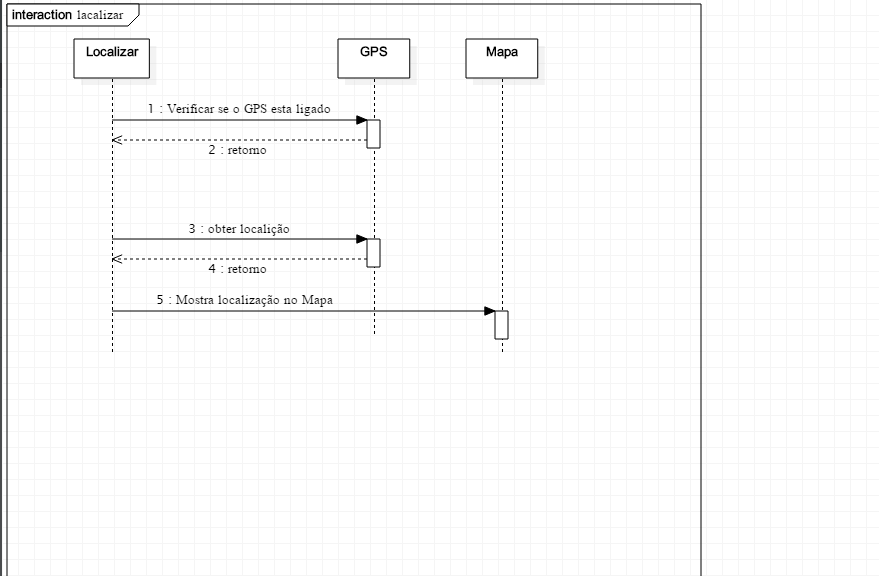 interaction lacalizar
Localizar
GPS
Mapa
1 : Verificar se o GPS esta ligado
2 : retorno
3 : obter localição
4 : retorno
5 : Mostra localização no Mapa